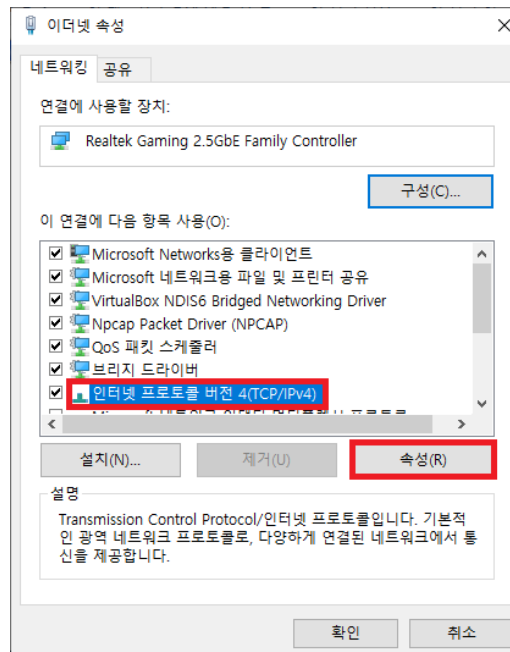 이더넷 속성
네트워킹 공유
연결에 사용할 장치:
Realtek Gaming 2.5GbE Family Controller
구성(C)...
이 연결에 다음 항목 사용(O):
Microsoft Networks용 클라이언트
Microsoft 네트워크용 파일 및 프린터 공유
VirtualBox NDIS6 Bridged Networking Driver
Npcap Packet Driver (NPCAP)
QoS 패킷 스케줄러
브리지 드라이버
인터넷 프로토콜 버전 4(TCP/IPv4)
설치(N)... 제거(U) 속성(R)
설명
Transmission Control Protocol/인터넷 프로토콜입니다. 기본적
인 광역 네트워크 프로토콜로, 다양하게 연결된 네트워크에서 통
신을 제공합니다.
확인 취소